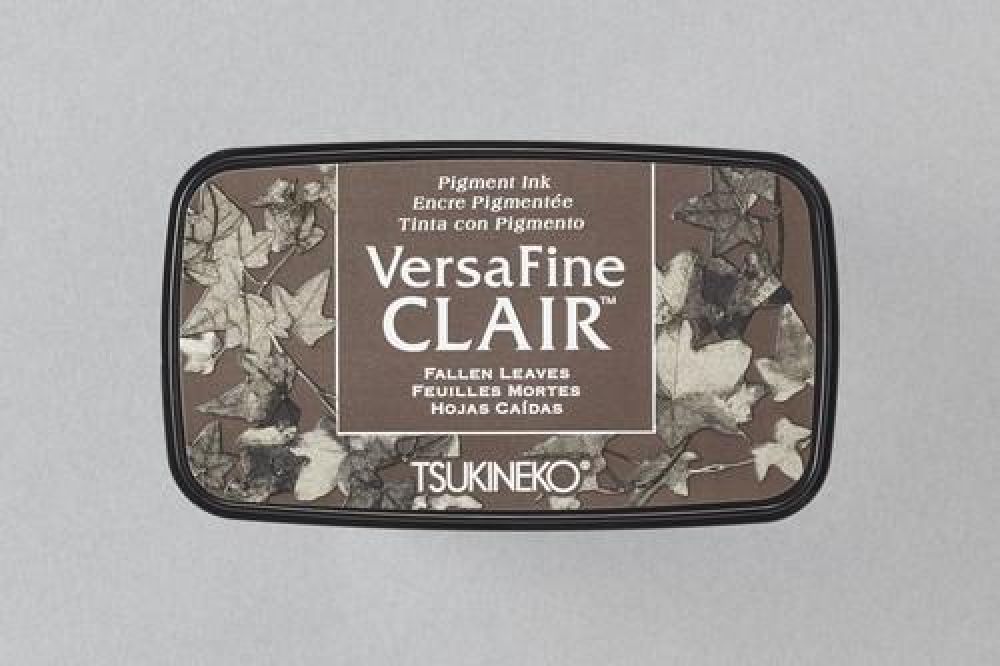 Pigment Ink
Encre Pigmentée
Tinta con Pigmento
VersaFine
CLAIR™
FALLEN LEAVES
FEUILLES MORTES
HOJAS CAÍDAS
TSUKINEKO®